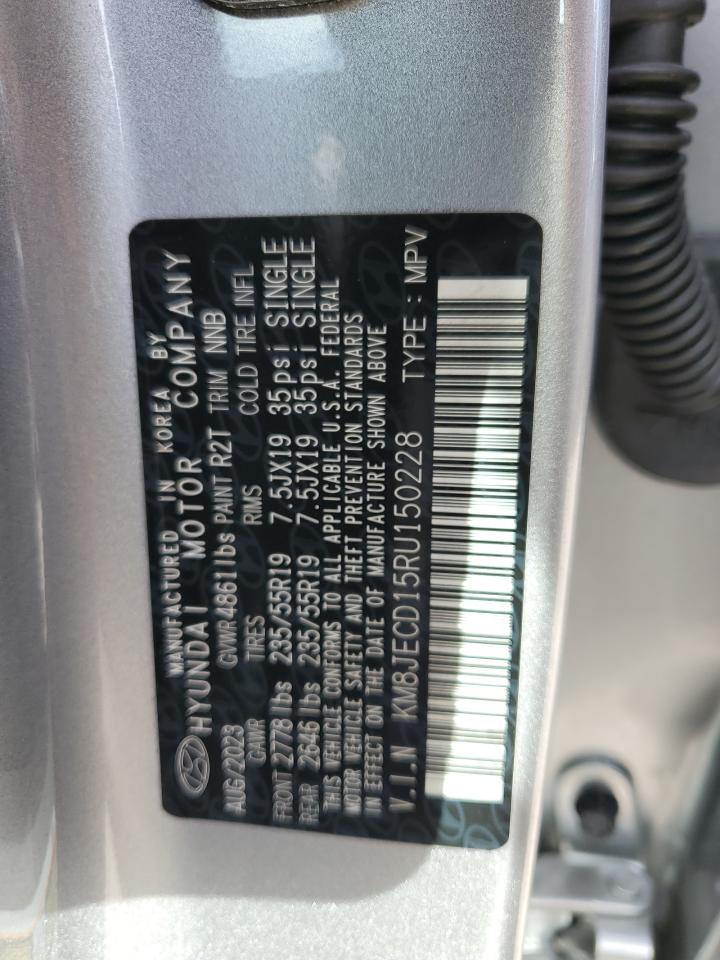 MANUFACTURED IN KOREA BY
HYUNDAI MOTOR COMPANY
AUG/2023 GVWR 4861lbs PAINT R2T TRIM NNB
GAWR TIRES RIMS COLD TIRE INFL
FRONT 2778 lbs 235/55R19 7.5JX19 35psi SINGLE
REAR 2646 lbs 235/55R19 7.5JX19 35psi SINGLE
THIS VEHICLE CONFORMS TO ALL APPLICABLE U.S.A. FEDERAL
MOTOR VEHICLE SAFETY AND THEFT PREVENTION STANDARDS
IN EFFECT ON THE DATE OF MANUFACTURE SHOWN ABOVE
V.I.N KM8JECD15RU150228 TYPE : MPV